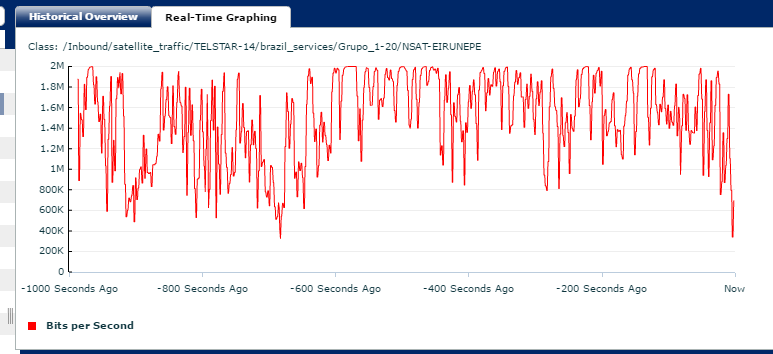 Historical Overview
Real-Time Graphing
Class: /Inbound/satellite_traffic/TELSTAR-14/brazil_services/Grupo_1-20/NSAT-EIRUNEPE
2M
1.8M
1.6M
1.4M
1.2M
1M
800K
600K
400K
200K
0
-1000 Seconds Ago
-800 Seconds Ago
-600 Seconds Ago
-400 Seconds Ago
-200 Seconds Ago
Now
Bits per Second